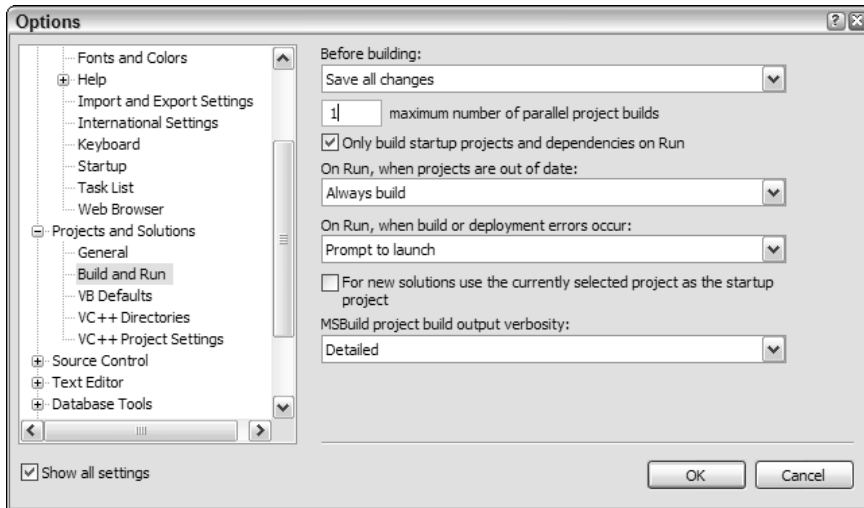 Options
Fonts and Colors
Help
Import and Export Settings
International Settings
Keyboard
Startup
Task List
Web Browser
Projects and Solutions
General
Build and Run
VB Defaults
VC++ Directories
VC++ Project Settings
Source Control
Text Editor
Database Tools
Show all settings
Before building:
Save all changes
1 maximum number of parallel project builds
Only build startup projects and dependencies on Run
On Run, when projects are out of date:
Always build
On Run, when build or deployment errors occur:
Prompt to launch
For new solutions use the currently selected project as the startup
project
MSBuild project build output verbosity:
Detailed
OK Cancel